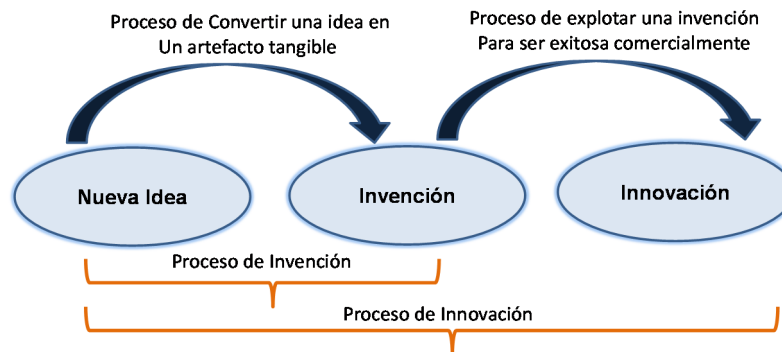 Proceso de Convertir una idea en
Un artefacto tangible
Proceso de explotar una invención
Para ser exitosa comercialmente
Nueva Idea
Invención
Innovación
Proceso de Invención
Proceso de Innovación